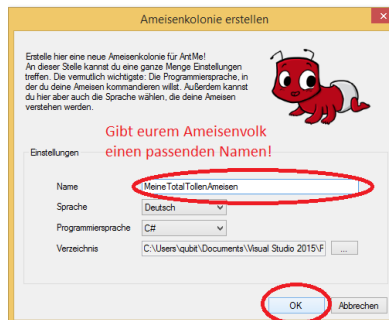 Ameisenkolonie erstellen
Erstelle hier eine neue Ameisenkolonie für AntMe!
An dieser Stelle kannst du eine ganze Menge Einstellungen
treffen. Die vermutlich wichtigste: Die Programmiersprache, in
der du deine Ameisen kommandieren willst. Außerdem kannst
du hier aber auch die Sprache wählen, die deine Ameisen
verstehen werden.
Gibt eurem Ameisenvolk
einen passenden Namen!
Einstellungen
Name MeineTotalTollenAmeisen
Sprache Deutsch
Programmiersprache C#
Verzeichnis C:\Users\qubit\Documents\Visual Studio 2015\F ...
OK Abbrechen